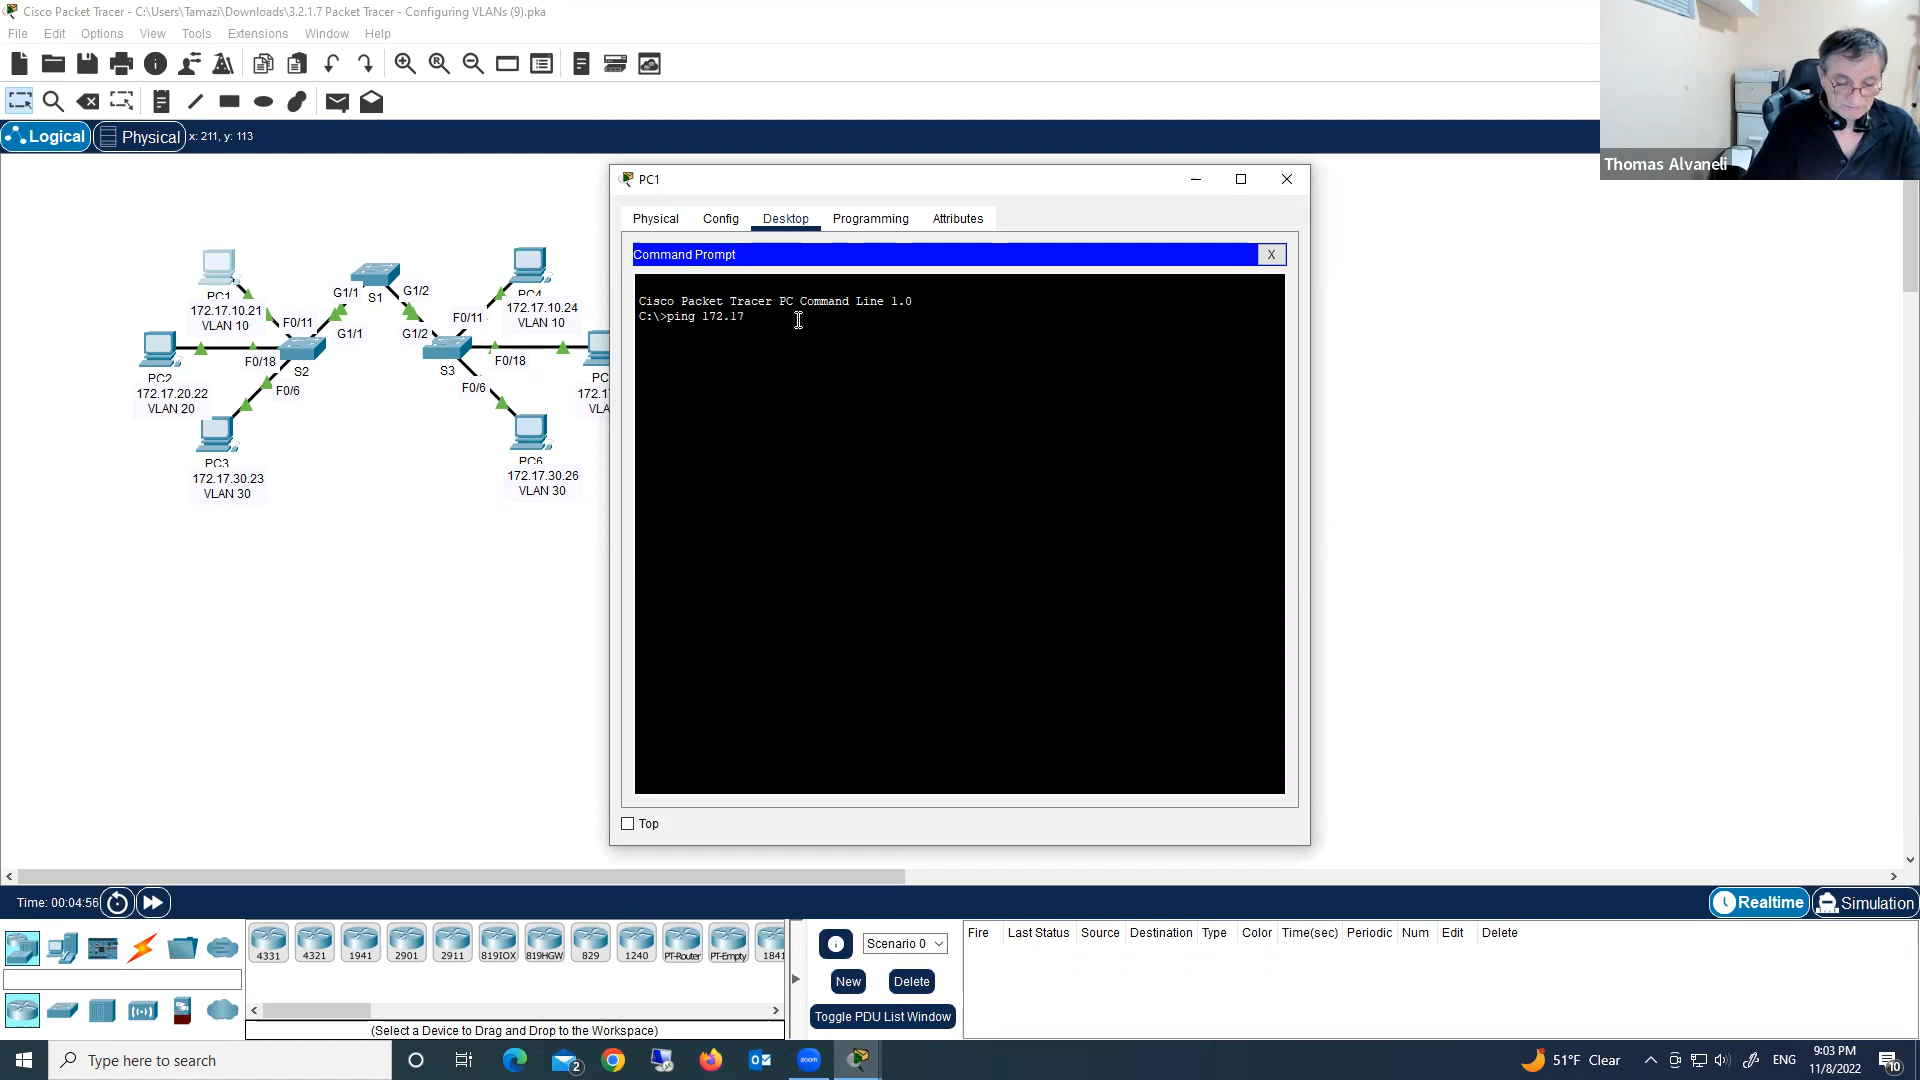 Cisco Packet Tracer - C:\Users\Tamazi\Downloads\3.2.1.7 Packet Tracer - Configuring VLANs (9).pka
File Edit Options View Tools Extensions Window Help
Logical Physical x: 211, y: 113
Thomas Alvaneli
PC1
Physical Config Desktop Programming Attributes
Command Prompt X
Cisco Packet Tracer PC Command Line 1.0
C:\>ping 172.17
Top
PC1
172.17.10.21
VLAN 10
F0/11
G1/1
S1
G1/2
G1/1
G1/2
F0/11
PC4
172.17.10.24
VLAN 10
PC2
172.17.20.22
VLAN 20
F0/18
S2
F0/6
S3
F0/18
F0/6
PC
172.1
VLA
PC3
172.17.30.23
VLAN 30
PC6
172.17.30.26
VLAN 30
Time: 00:04:56
Realtime Simulation
4331 4321 1941 2901 2911 819IOX 819HGW 829 1240 PT-Router PT-Empty 1841
(Select a Device to Drag and Drop to the Workspace)
Scenario 0
New Delete
Toggle PDU List Window
Fire Last Status Source Destination Type Color Time(sec) Periodic Num Edit Delete
Type here to search
2
zoom
51°F Clear
ENG
9:03 PM
11/8/2022
10